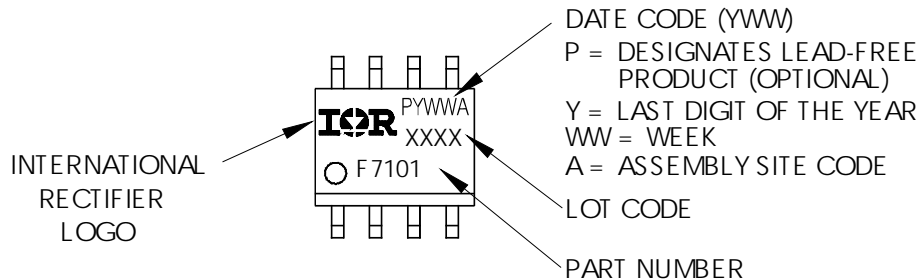 DATE CODE (YWW)
P = DESIGNATES LEAD-FREE
PRODUCT (OPTIONAL)
Y = LAST DIGIT OF THE YEAR
WW = WEEK
A = ASSEMBLY SITE CODE
LOT CODE
PART NUMBER
INTERNATIONAL
RECTIFIER
LOGO
PYWWA
IOR
XXXX
F7101